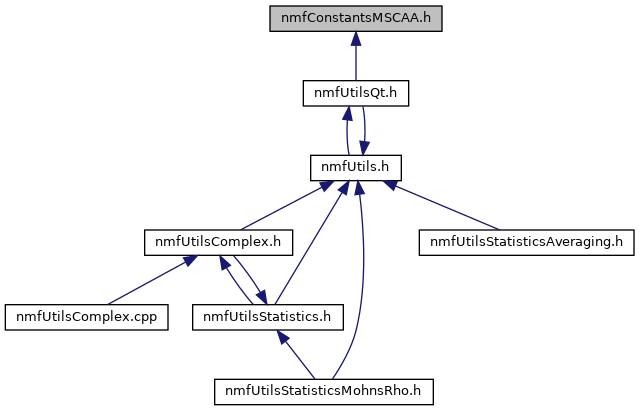 nmfConstantsMSCAA.h
nmfUtilsQt.h
nmfUtils.h
nmfUtilsComplex.h
nmfUtilsStatisticsAveraging.h
nmfUtilsComplex.cpp
nmfUtilsStatistics.h
nmfUtilsStatisticsMohnsRho.h